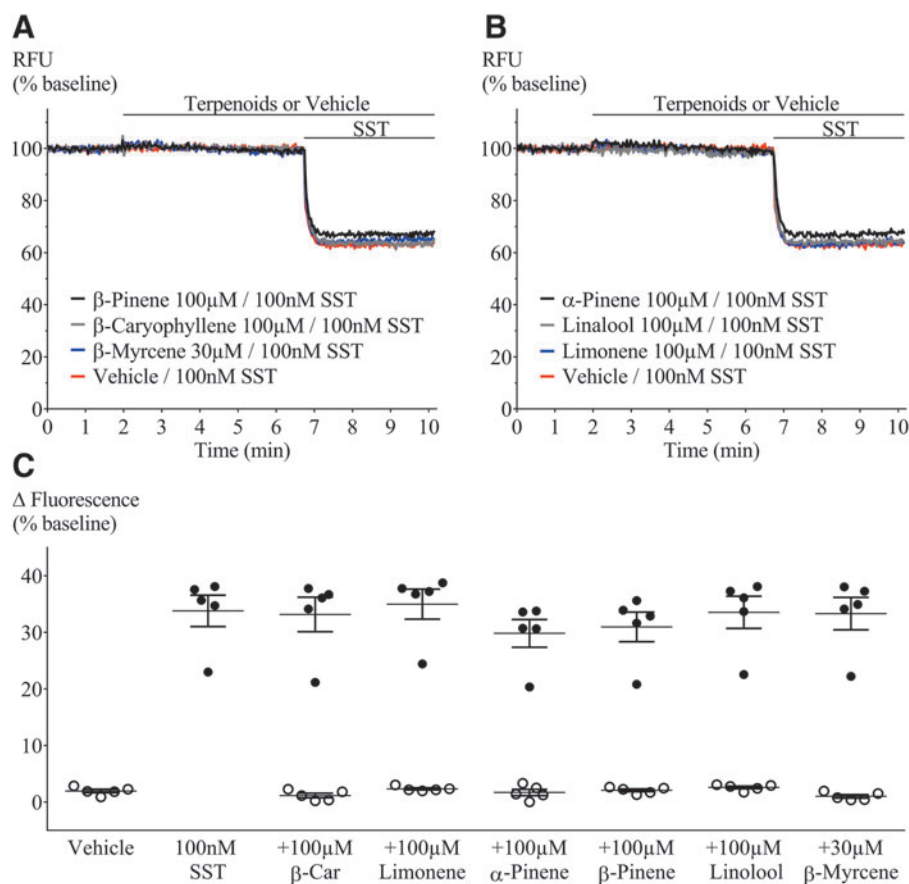 A
RFU
(% baseline)
Terpenoids or Vehicle
SST
100
80
60
40
20
0
β-Pinene 100µM / 100nM SST
β-Caryophyllene 100µM / 100nM SST
β-Myrcene 30µM / 100nM SST
Vehicle / 100nM SST
0 1 2 3 4 5 6 7 8 9 10
Time (min)
B
RFU
(% baseline)
Terpenoids or Vehicle
SST
100
80
60
40
20
0
α-Pinene 100µM / 100nM SST
Linalool 100µM / 100nM SST
Limonene 100µM / 100nM SST
Vehicle / 100nM SST
0 1 2 3 4 5 6 7 8 9 10
Time (min)
C
Δ Fluorescence
(% baseline)
40
30
20
10
0
Vehicle 100nM +100µM +100µM +100µM +100µM +100µM +30µM
SST β-Car Limonene α-Pinene β-Pinene Linolool β-Myrcene